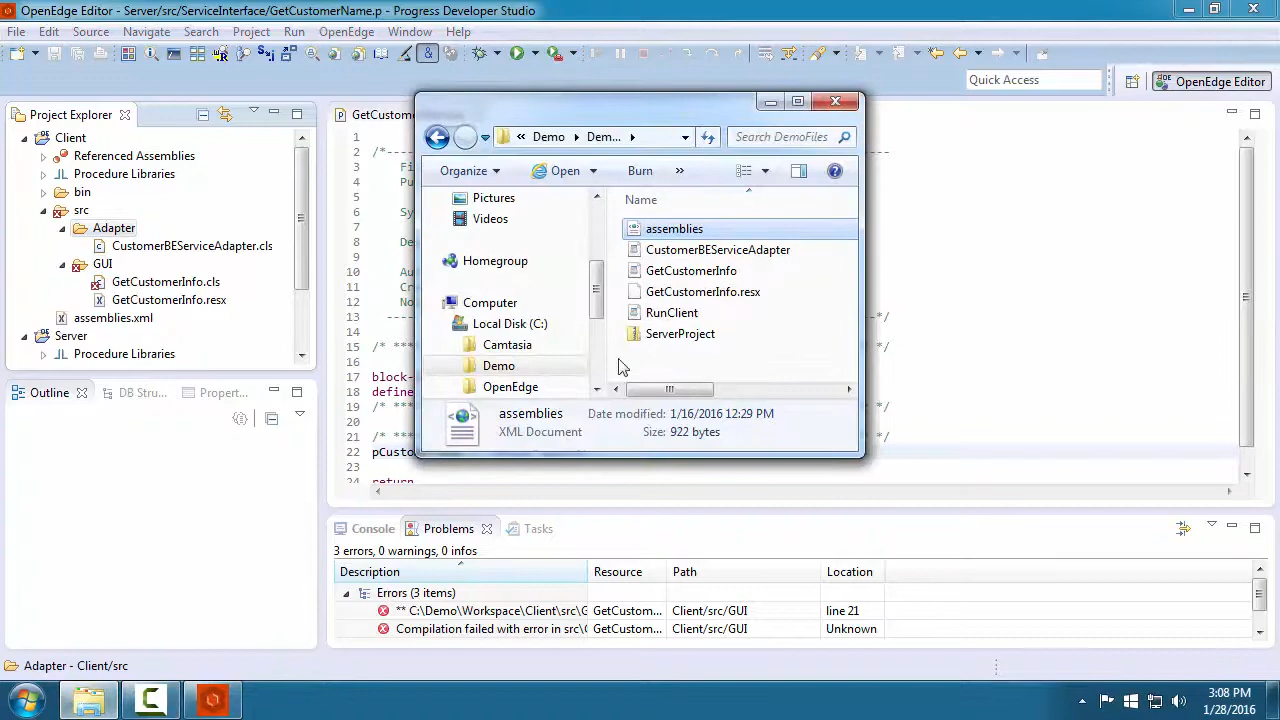 OpenEdge Editor - Server/src/ServiceInterface/GetCustomerName.p - Progress Developer Studio
File Edit Source Navigate Search Project Run OpenEdge Window Help
Quick Access
OpenEdge Editor
Project Explorer
Client
Referenced Assemblies
Procedure Libraries
bin
src
Adapter
CustomerBEServiceAdapter.cls
GUI
GetCustomerInfo.cls
GetCustomerInfo.resx
assemblies.xml
Server
Procedure Libraries
Outline
DB Stru...
Propert...
GetCustome
1
2 /*-
3 Fi
4 Pu
5
6 Sy
7
8 De
9
10 Au
11 Cr
12 No
13 ---
14
15 /* ***
16
17 block-
18 define
19 /* ***
20
21 /* ***
22 pCusto
23
24 return
*/
*/
*/
*/
« Demo Dem...
Search DemoFiles
Organize
Open
Burn
»
Pictures
Videos
Homegroup
Computer
Local Disk (C:)
Camtasia
Demo
OpenEdge
Name
assemblies
CustomerBEServiceAdapter
GetCustomerInfo
GetCustomerInfo.resx
RunClient
ServerProject
assemblies Date modified: 1/16/2016 12:29 PM
XML Document Size: 922 bytes
Console Problems Tasks
3 errors, 0 warnings, 0 infos
Description Resource Path Location
Errors (3 items)
** C:\Demo\Workspace\Client\src\G GetCustom... Client/src/GUI line 21
Compilation failed with error in src\ GetCustom... Client/src/GUI Unknown
Adapter - Client/src
3:08 PM
1/28/2016